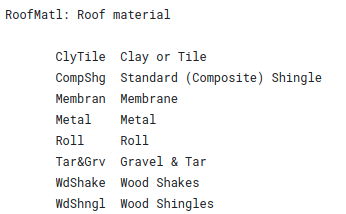 RoofMatl: Roof material
ClyTile Clay or Tile
CompShg Standard (Composite) Shingle
Membran Membrane
Metal Metal
Roll Roll
Tar&Grv Gravel & Tar
WdShake Wood Shakes
WdShngl Wood Shingles